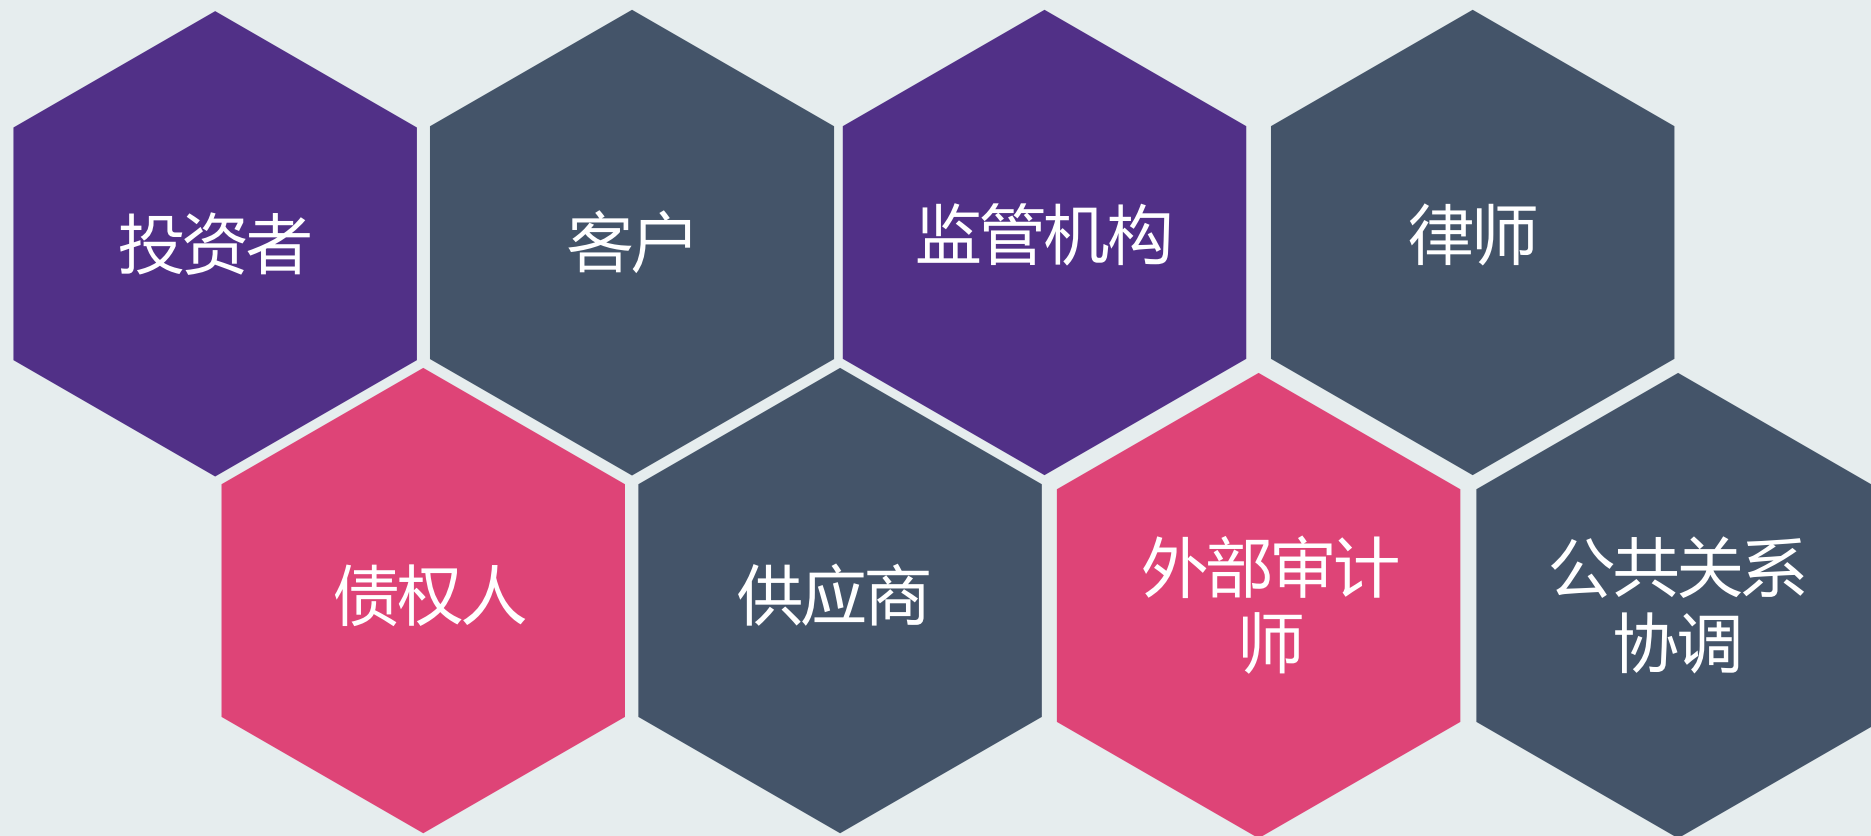 投资者
客户
监管机构
律师
债权人
供应商
外部审计
师
公共关系
协调